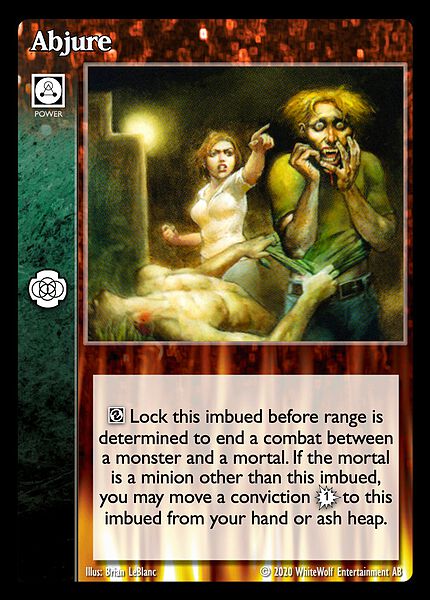 Abjure
POWER
Lock this imbued before range is
determined to end a combat between
a monster and a mortal. If the mortal
is a minion other than this imbued,
you may move a conviction 1 to this
imbued from your hand or ash heap.
Illus: Brian LeBlanc © 2020 WhiteWolf Entertainment AB